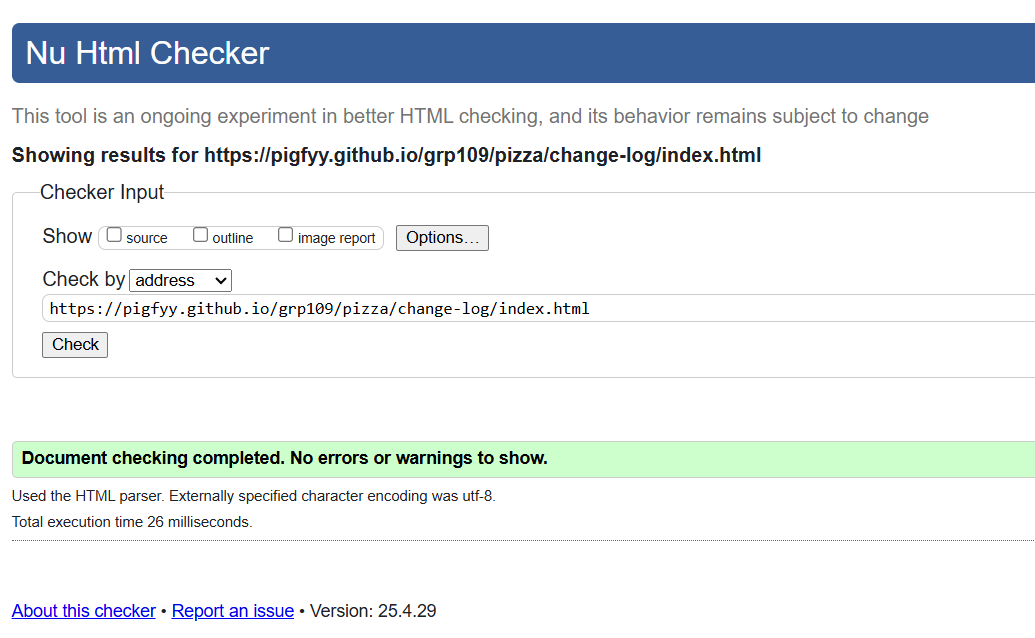 Nu Html Checker
This tool is an ongoing experiment in better HTML checking, and its behavior remains subject to change
Showing results for https://pigfyy.github.io/grp109/pizza/change-log/index.html
Checker Input
Show source outline image report Options…
Check by address
https://pigfyy.github.io/grp109/pizza/change-log/index.html
Check
Document checking completed. No errors or warnings to show.
Used the HTML parser. Externally specified character encoding was utf-8.
Total execution time 26 milliseconds.
About this checker • Report an issue • Version: 25.4.29